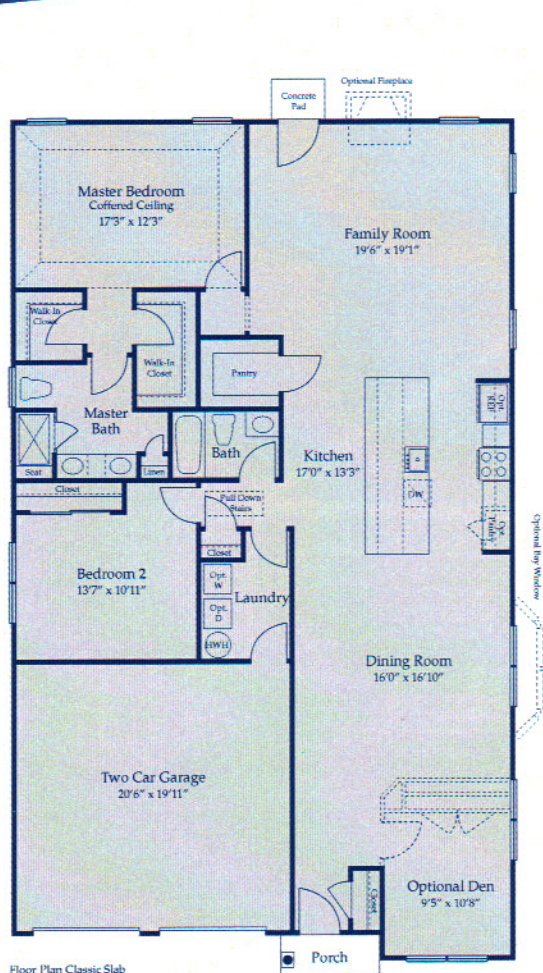 Concrete
Pad
Optional Fireplace
Master Bedroom
Coffered Ceiling
17'3" x 12'3"
Family Room
19'6" x 19'1"
Walk-In
Closet
Walk-In
Closet
Pantry
Opt.
REF
Master
Bath
Bath
Kitchen
17'0" x 13'3"
Seat
Linen
DW
Closet
Pull Down
Stairs
Opt.
Pantry
Optional Bay Window
Closet
Bedroom 2
13'7" x 10'11"
Opt.
W
Laundry
Opt.
D
HWH
Dining Room
16'0" x 16'10"
Two Car Garage
20'6" x 19'11"
Optional Den
9'5" x 10'8"
Closet
Porch
Floor Plan Classic Slab